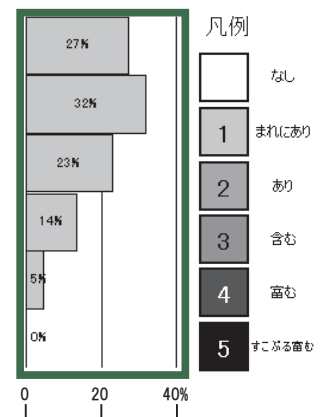 凡例
27%
なし
32%
1 まれにあり
23%
2 あり
14%
3 含む
5%
4 富む
0%
5 すこぶる富む
0 20 40%